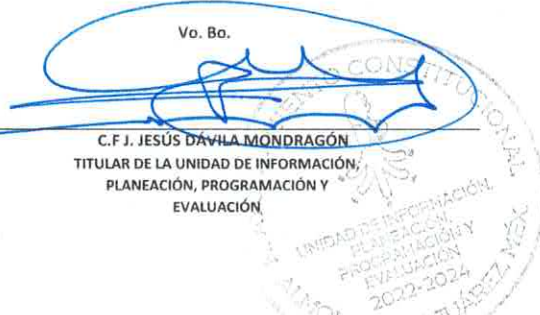 Vo. Bo.
C.F J. JESÚS DÁVILA MONDRAGÓN
TITULAR DE LA UNIDAD DE INFORMACIÓN,
PLANEACIÓN, PROGRAMACIÓN Y
EVALUACIÓN
CONSTITUCIONAL
UNIDAD DE INFORMACIÓN,
PLANEACIÓN,
PROGRAMACIÓN Y
EVALUACIÓN
2022-2024